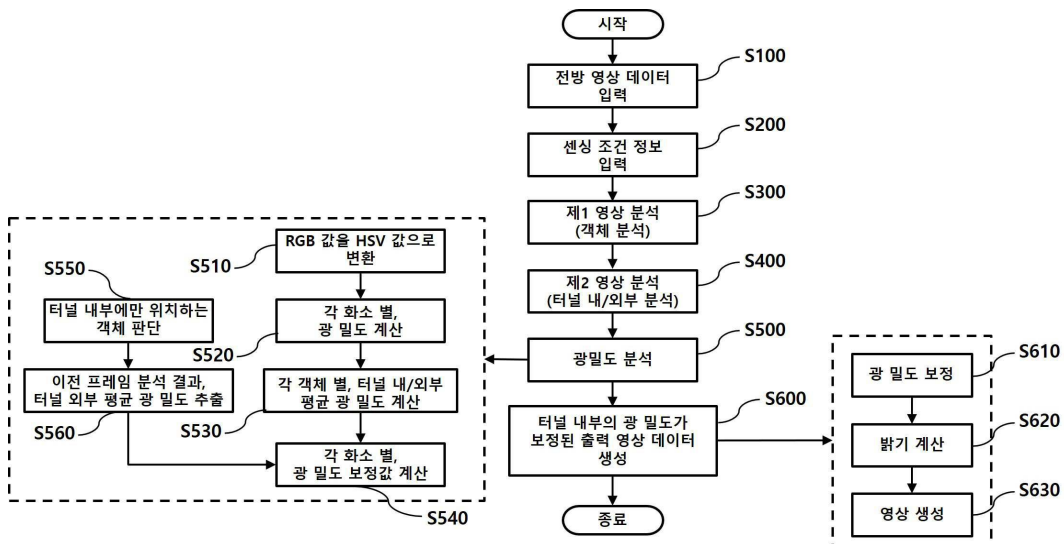 시작
S100
전방 영상 데이터
입력
S200
센싱 조건 정보
입력
S300
제1 영상 분석
(객체 분석)
S400
제2 영상 분석
(터널 내/외부 분석)
S500
광밀도 분석
S600
터널 내부의 광 밀도가
보정된 출력 영상 데이터
생성
종료
S510
RGB 값을 HSV 값으로
변환
S520
각 화소 별,
광 밀도 계산
S530
각 객체 별, 터널 내/외부
평균 광 밀도 계산
S540
각 화소 별,
광 밀도 보정값 계산
S550
터널 내부에만 위치하는
객체 판단
S560
이전 프레임 분석 결과,
터널 외부 평균 광 밀도 추출
S610
광 밀도 보정
S620
밝기 계산
S630
영상 생성